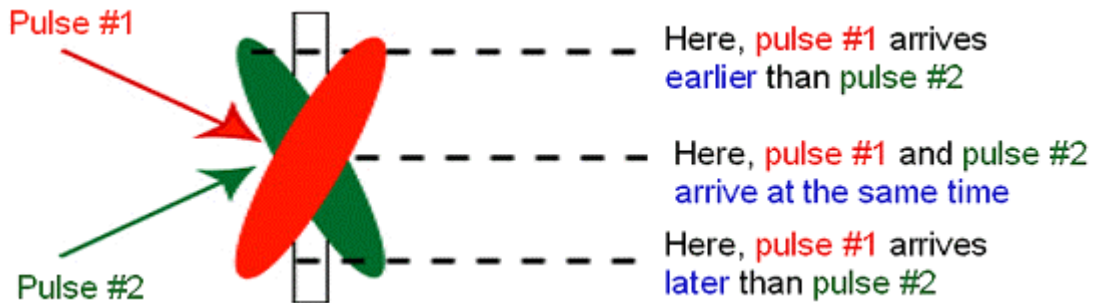 Pulse #1
Here, pulse #1 arrives
earlier than pulse #2
Here, pulse #1 and pulse #2
arrive at the same time
Pulse #2
Here, pulse #1 arrives
later than pulse #2